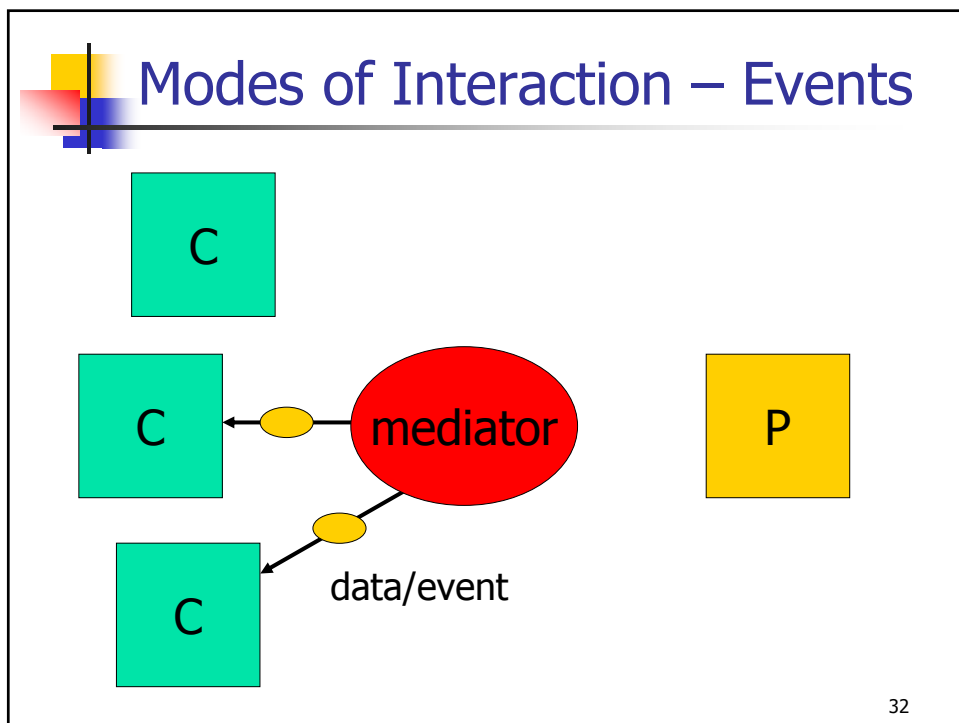 Modes of Interaction – Events
C
C
mediator
P
C
data/event
32